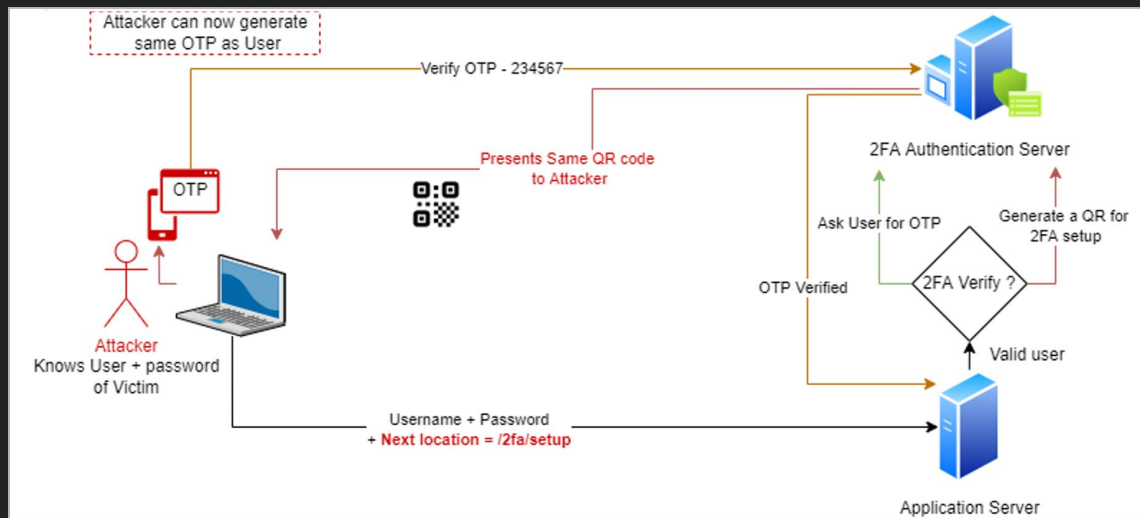 Attacker can now generate
same OTP as User
Verify OTP - 234567
2FA Authentication Server
Presents Same QR code
to Attacker
OTP
Ask User for OTP
Generate a QR for
2FA setup
2FA Verify ?
OTP Verified
Attacker
Knows User + password
of Victim
Valid user
Username + Password
+ Next location = /2fa/setup
Application Server